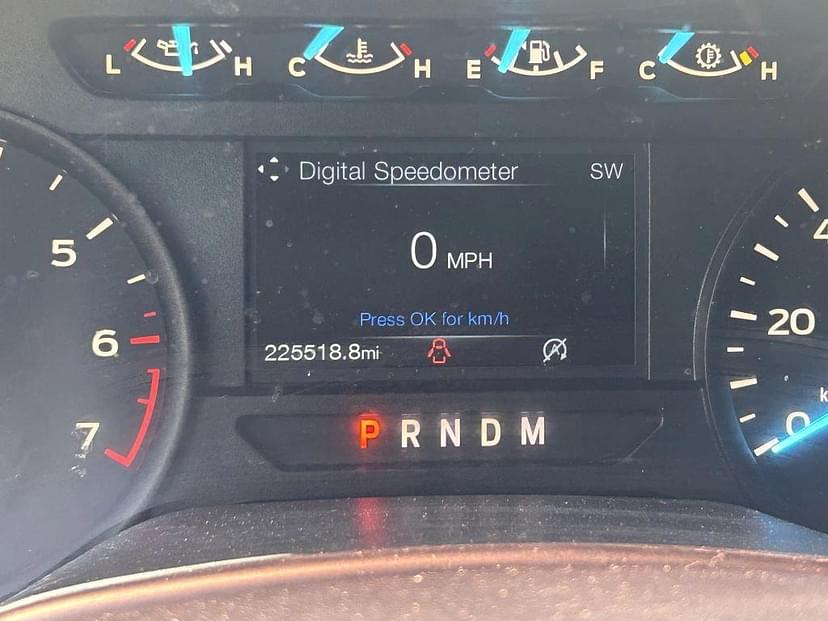 L H C H E F C H
Digital Speedometer SW
5
0 MPH
20
Press OK for km/h
6
225518.8mi
7
P R N D M
0